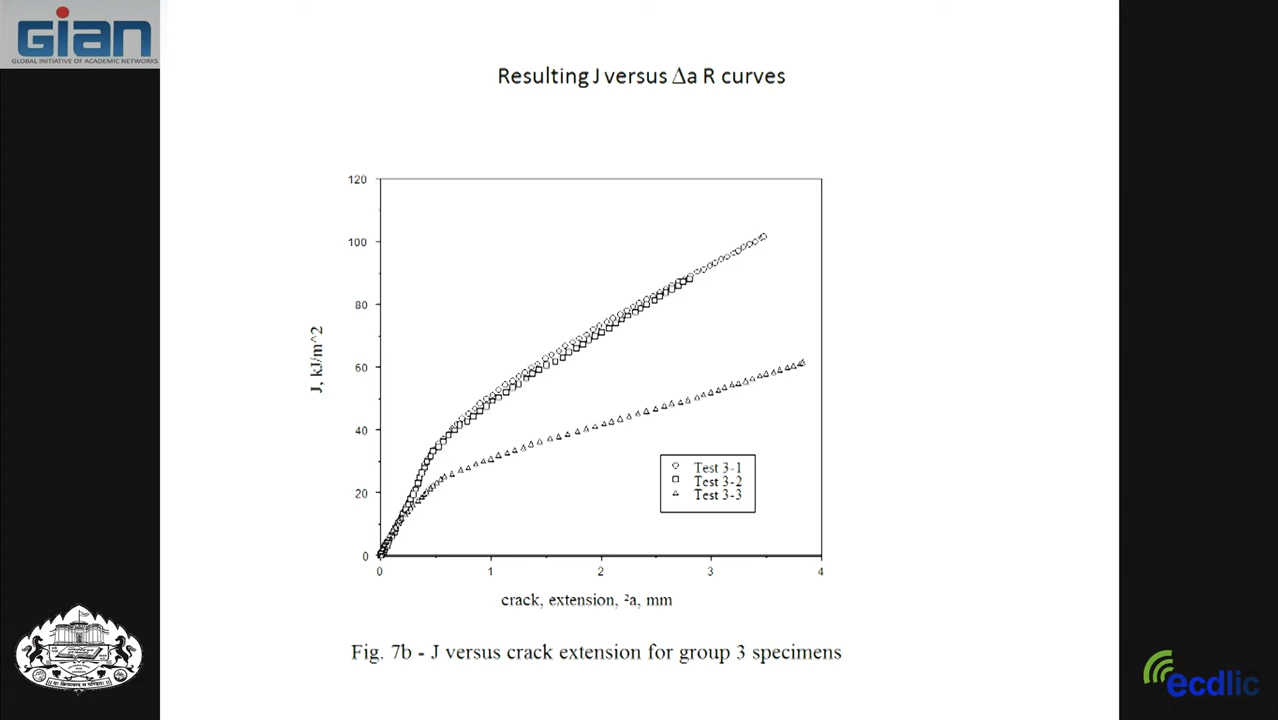 GIAN
GLOBAL INITIATIVE OF ACADEMIC NETWORKS
Resulting J versus Δa R curves
120
100
80
60
40
20
0
J, kJ/m^2
0 1 2 3 4
Test 3-1
Test 3-2
Test 3-3
crack, extension, ²a, mm
Fig. 7b - J versus crack extension for group 3 specimens
ecdlic